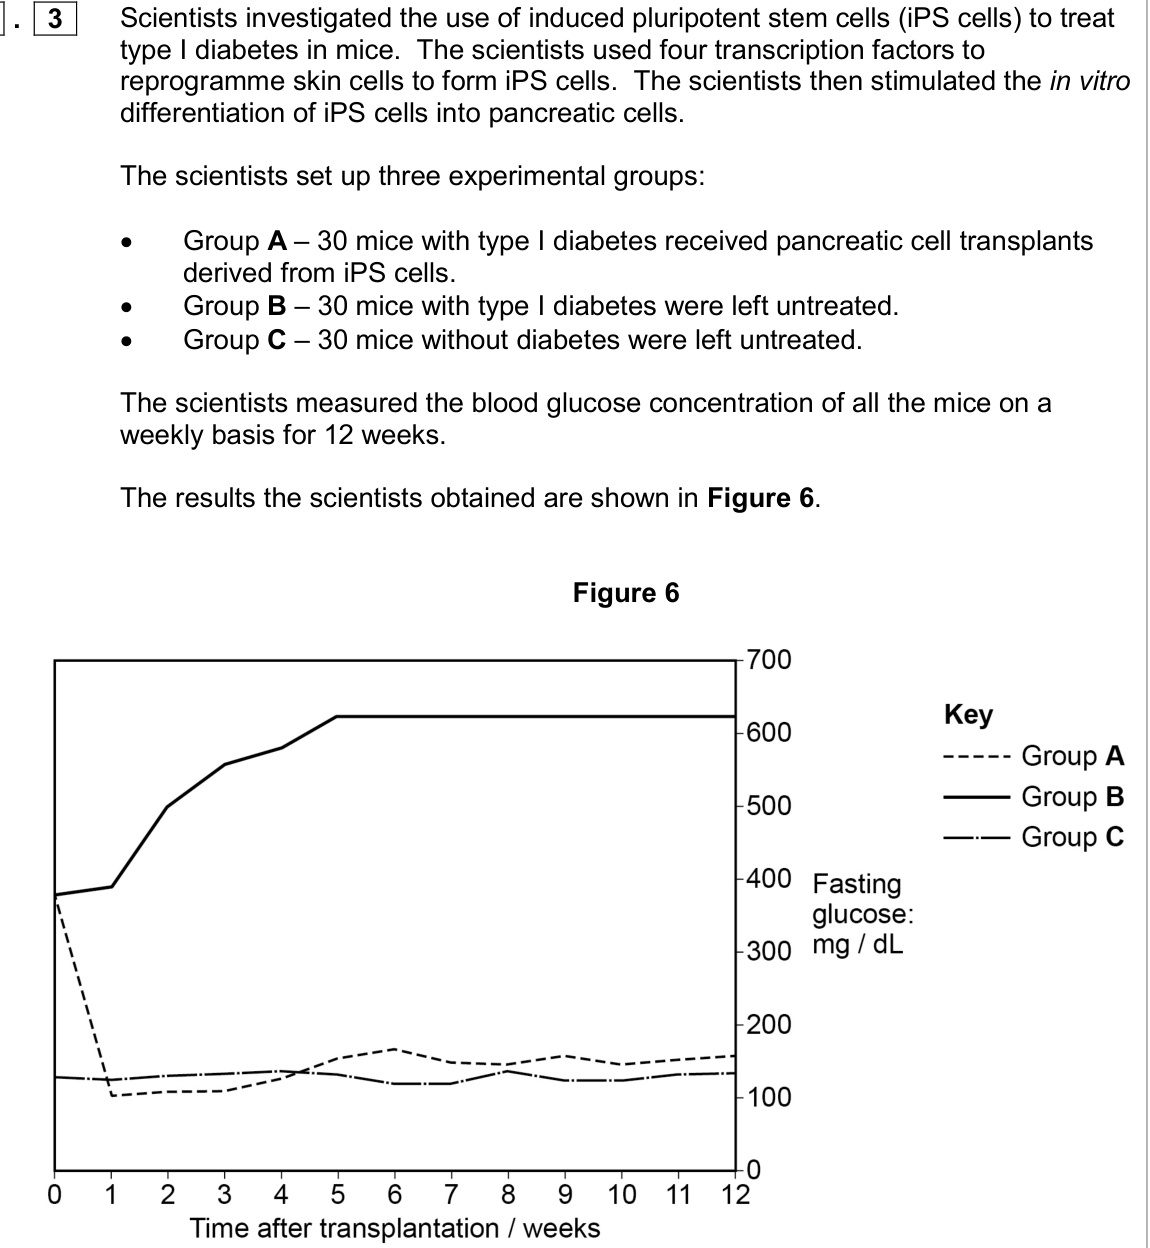 . 3 Scientists investigated the use of induced pluripotent stem cells (iPS cells) to treat
type I diabetes in mice. The scientists used four transcription factors to
reprogramme skin cells to form iPS cells. The scientists then stimulated the in vitro
differentiation of iPS cells into pancreatic cells.
The scientists set up three experimental groups:
• Group A – 30 mice with type I diabetes received pancreatic cell transplants
derived from iPS cells.
• Group B – 30 mice with type I diabetes were left untreated.
• Group C – 30 mice without diabetes were left untreated.
The scientists measured the blood glucose concentration of all the mice on a
weekly basis for 12 weeks.
The results the scientists obtained are shown in Figure 6.
Figure 6
700
600
500
400
300
200
100
0
Fasting
glucose:
mg / dL
Key
Group A
Group B
Group C
0 1 2 3 4 5 6 7 8 9 10 11 12
Time after transplantation / weeks